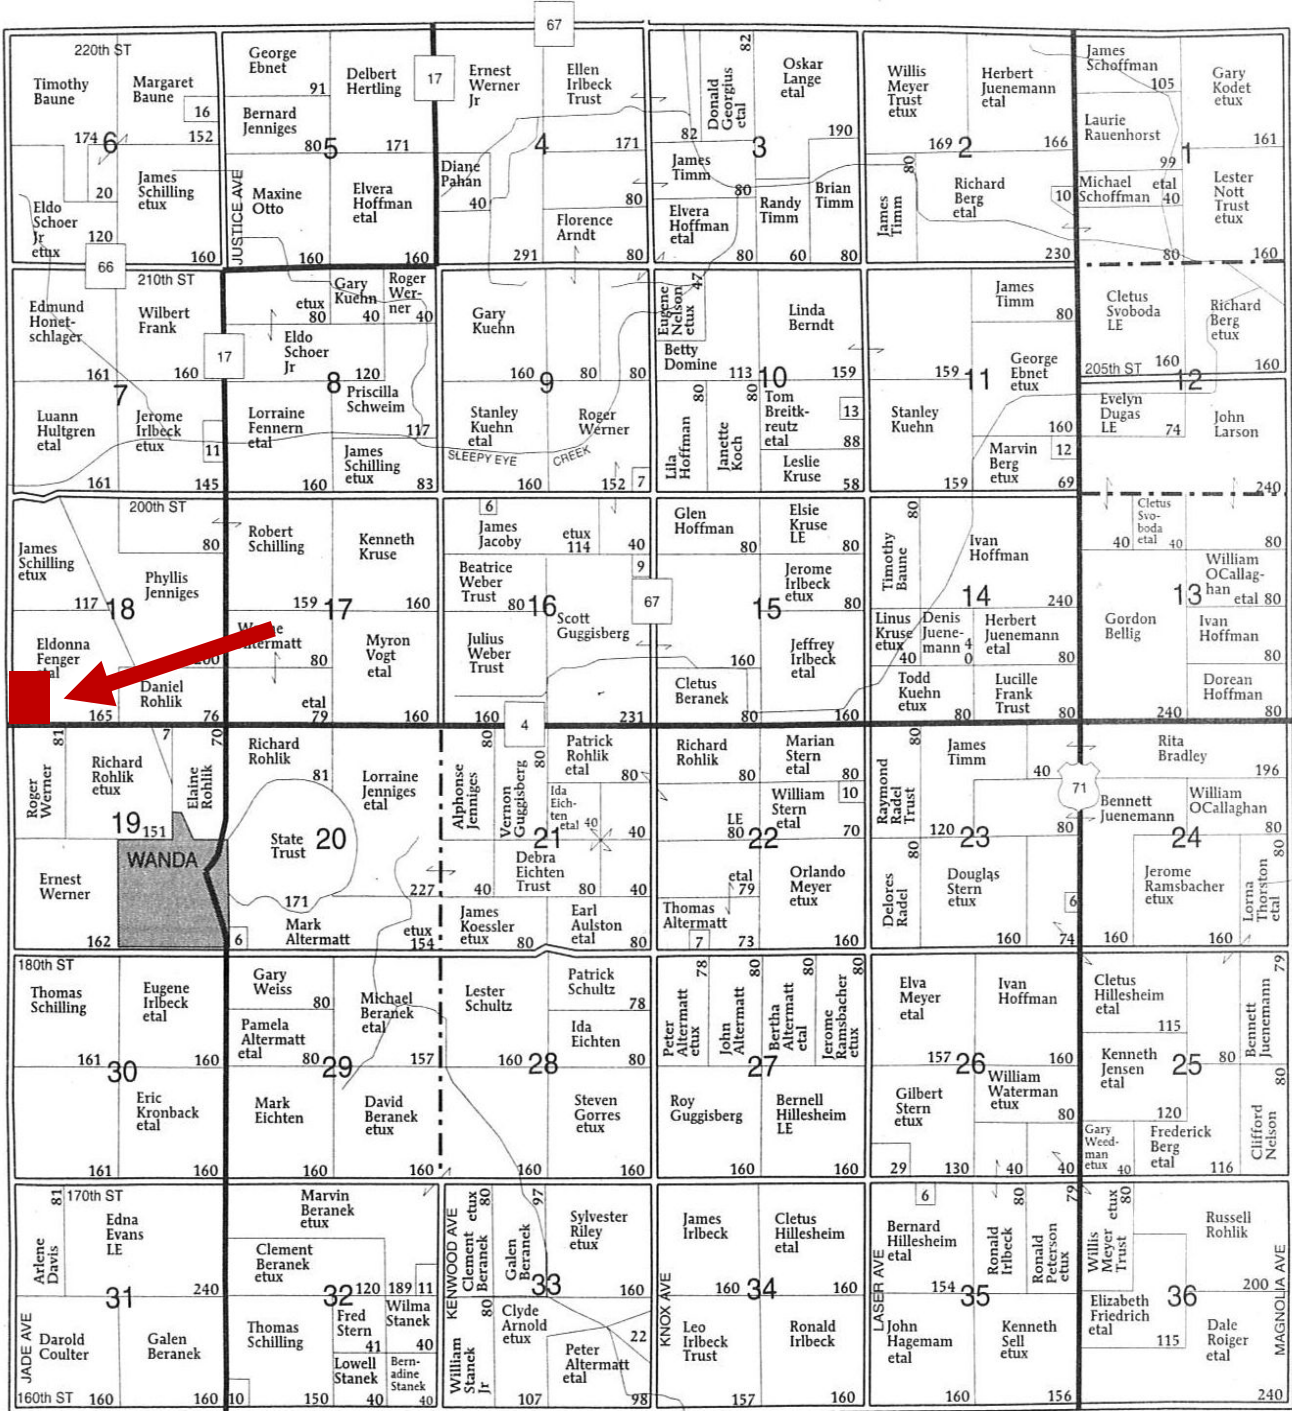 67
220th ST
Timothy
Baune
Margaret
Baune
16
174
152
6
20
James
Schilling
etux
Eldo
Schoer
Jr
etux
120
160
66
George
Ebnet
91
Delbert
Hertling
17
Bernard
Jenniges
80
5
171
JUSTICE AVE
Maxine
Otto
160
Elvera
Hoffman
etal
160
Ernest
Werner
Jr
Ellen
Irlbeck
Trust
4
171
Diane
Pahan
40
80
Florence
Arndt
291
80
Donald
Georgius
etal
82
Oskar
Lange
etal
190
82
3
James
Timm
80
Elvera
Hoffman
etal
80
Randy
Timm
60
Brian
Timm
80
Willis
Meyer
Trust
etux
169
Herbert
Juenemann
etal
166
2
James
Timm
80
Richard
Berg
etal
10
230
James
Schoffman
105
Gary
Kodet
etux
161
Laurie
Rauenhorst
99
1
Michael
Schoffman
etal
40
80
Lester
Nott
Trust
etux
160
210th ST
Edmund
Honet-
schlager
161
Wilbert
Frank
160
7
Luann
Hultgren
etal
161
Jerome
Irlbeck
etux
11
145
17
etux
80
Gary
Kuehn
40
Roger
Wer-
ner
40
Eldo
Schoer
Jr
120
8
Priscilla
Schweim
117
Lorraine
Fennern
etal
160
James
Schilling
etux
83
Gary
Kuehn
160
80
80
9
Stanley
Kuehn
etal
160
Roger
Werner
152
7
SLEEPY EYE
CREEK
Eugene
Nelson
etux
47
Betty
Domine
113
Linda
Berndt
159
10
Lila
Hoffman
80
Janette
Koch
80
Tom
Breitk-
reutz
etal
13
88
Leslie
Kruse
58
James
Timm
80
159
11
George
Ebnet
etux
160
Stanley
Kuehn
159
Marvin
Berg
etux
12
69
Cletus
Svoboda
LE
160
Richard
Berg
etux
160
205th ST
12
Evelyn
Dugas
LE
74
John
Larson
240
200th ST
80
James
Schilling
etux
117
Phyllis
Jenniges
200
18
Eldonna
Fenger
165
Daniel
Rohlik
76
Robert
Schilling
159
Kenneth
Kruse
160
17
80
etal
79
Myron
Vogt
etal
160
6
James
Jacoby
etux
114
40
Beatrice
Weber
Trust
80
9
16
67
Scott
Guggisberg
231
Julius
Weber
Trust
160
4
Glen
Hoffman
80
Elsie
Kruse
LE
80
Jerome
Irlbeck
etux
80
15
160
Jeffrey
Irlbeck
etal
160
Cletus
Beranek
80
Timothy
Baune
80
Ivan
Hoffman
240
14
Linus
Kruse
etux
40
Denis
Juene-
mann
4
0
Herbert
Juenemann
etal
80
Todd
Kuehn
80
Lucille
Frank
Trust
80
40
Cletus
Svo-
boda
etal
40
80
William
OCallag-
han
etal 80
13
Gordon
Bellig
240
Ivan
Hoffman
80
Dorean
Hoffman
80
Roger
Werner
81
Richard
Rohlik
etux
151
7
Elaine
Rohlik
70
19
WANDA
Ernest
Werner
162
Richard
Rohlik
81
Lorraine
Jenniges
etal
227
State
Trust
171
20
6
Mark
Altermatt
etux
154
Alphonse
Jenniges
80
Vernon
Guggisberg
80
Patrick
Rohlik
etal
80
Ida
Eich-
ten
etal
40
40
21
Debra
Eichten
Trust
40
80
40
James
Koessler
etux
80
Earl
Aulston
etal
80
Richard
Rohlik
80
Marian
Stern
etal
80
William
Stern
etal
10
70
LE
80
22
etal
79
Thomas
Altermatt
7
73
Orlando
Meyer
etux
160
Raymond
Radel
Trust
80
James
Timm
40
120
23
80
71
Delores
Radel
80
Douglas
Stern
etux
160
6
74
Rita
Bradley
196
Bennett
Juenemann
William
OCallaghan
80
24
Jerome
Ramsbacher
etux
160
160
Lorna
Thorston
etal
80
180th ST
Thomas
Schilling
161
Eugene
Irlbeck
etal
160
30
161
Eric
Kronback
etal
160
Gary
Weiss
80
Pamela
Altermatt
etal
80
Michael
Beranek
etal
157
29
Mark
Eichten
160
David
Beranek
etux
160
Lester
Schultz
160
Patrick
Schultz
78
Ida
Eichten
80
28
Steven
Gorres
etux
160
160
Peter
Altermatt
etux
78
John
Altermatt
80
Bertha
Altermatt
etal
80
Jerome
Ramsbacher
etux
80
27
Roy
Guggisberg
160
Bernell
Hillesheim
LE
160
Elva
Meyer
etal
157
Ivan
Hoffman
160
26
Gilbert
Stern
etux
29
130
William
Waterman
etux
80
40
40
Cletus
Hillesheim
etal
115
Bennett
Juenemann
79
Kenneth
Jensen
etal
120
25
80
Gary
Weed-
man
etux
40
Frederick
Berg
etal
116
Clifford
Nelson
80
170th ST
Arlene
Davis
81
Edna
Evans
LE
240
31
JADE AVE
Darold
Coulter
160
Galen
Beranek
160
160th ST
Marvin
Beranek
etux
Clement
Beranek
etux
120
189
11
32
Thomas
Schilling
10
150
Fred
Stern
41
Wilma
Stanek
40
Lowell
Stanek
40
Bern-
adine
Stanek
40
KENWOOD AVE
Clement
Beranek
etux
80
Galen
Beranek
97
Sylvester
Riley
etux
160
33
William
Stanek
Jr
80
Clyde
Arnold
etux
107
22
Peter
Altermatt
etal
98
KNOX AVE
James
Irlbeck
160
Cletus
Hillesheim
etal
160
34
Leo
Irlbeck
Trust
157
Ronald
Irlbeck
160
LASER AVE
6
Bernard
Hillesheim
etal
154
Ronald
Irlbeck
80
Ronald
Peterson
etux
79
35
John
Hagemam
etal
160
Kenneth
Sell
etux
156
Willis
Meyer
Trust
etux
80
Russell
Rohlik
200
36
Elizabeth
Friedrich
etal
115
Dale
Roiger
etal
240
MAGNOLIA AVE